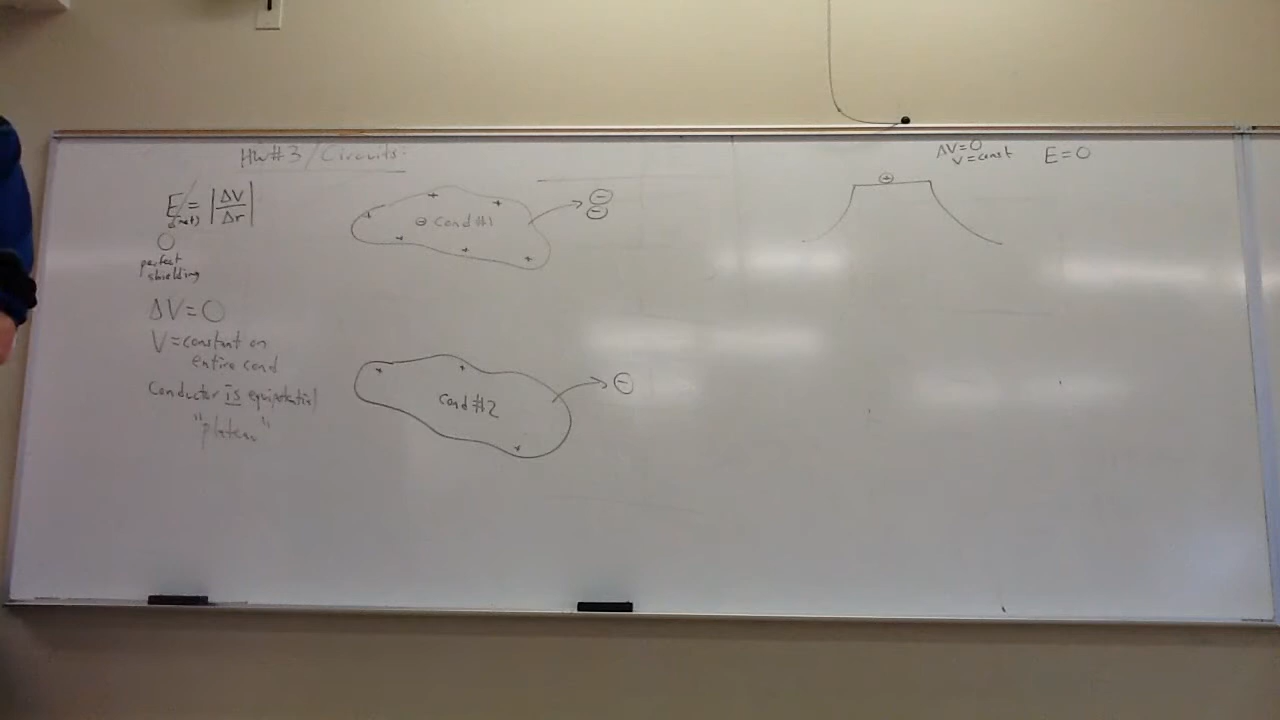 HW#3/Circuits:
E(net) = |ΔV/Δr|
0
perfect
shielding
ΔV=0
V=constant on
entire cond
Conductor IS equipotential
"plateau"
+ + + + + + +
⊖ Cond#1
⊖
⊖
+ + +
Cond#2
⊖
ΔV=0
V=const
E=0
⊕